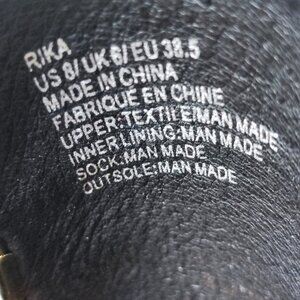 RIKA
US 8/ UK 6/ EU 38.5
MADE IN CHINA
FABRIQUÉ EN CHINE
UPPER:TEXTILE/MAN MADE
INNER LINING:MAN MADE
SOCK:MAN MADE
OUTSOLE:MAN MADE